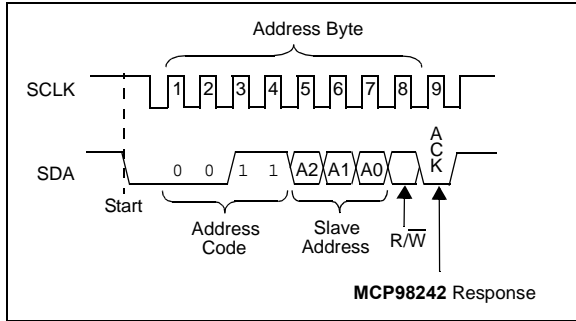 Address Byte
SCLK 1 2 3 4 5 6 7 8 9
SDA 0 0 1 1 A2 A1 A0 ACK
Start
Address Code
Slave Address
R/W̅
MCP98242 Response